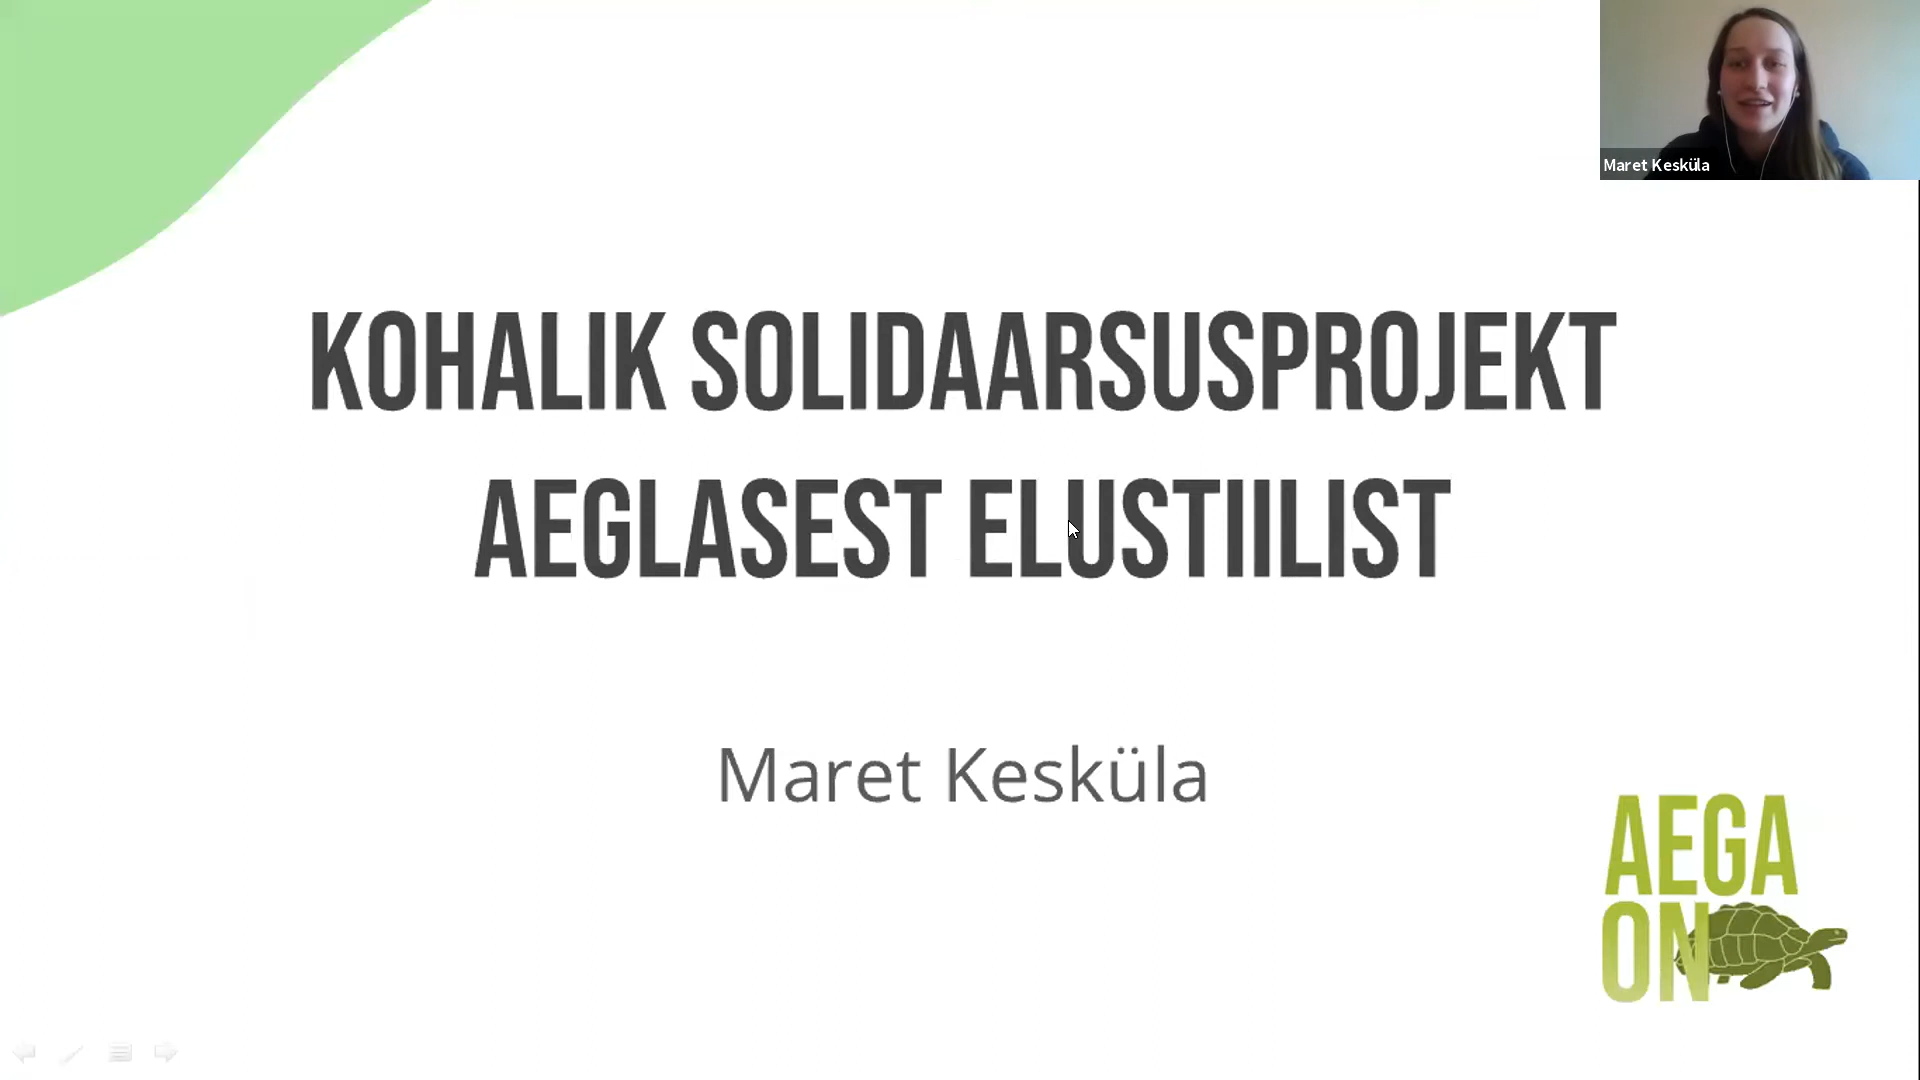 Maret Kesküla
KOHALIK SOLIDAARSUSPROJEKT
AEGLASEST ELUSTIILIST
Maret Kesküla
AEGA
ON